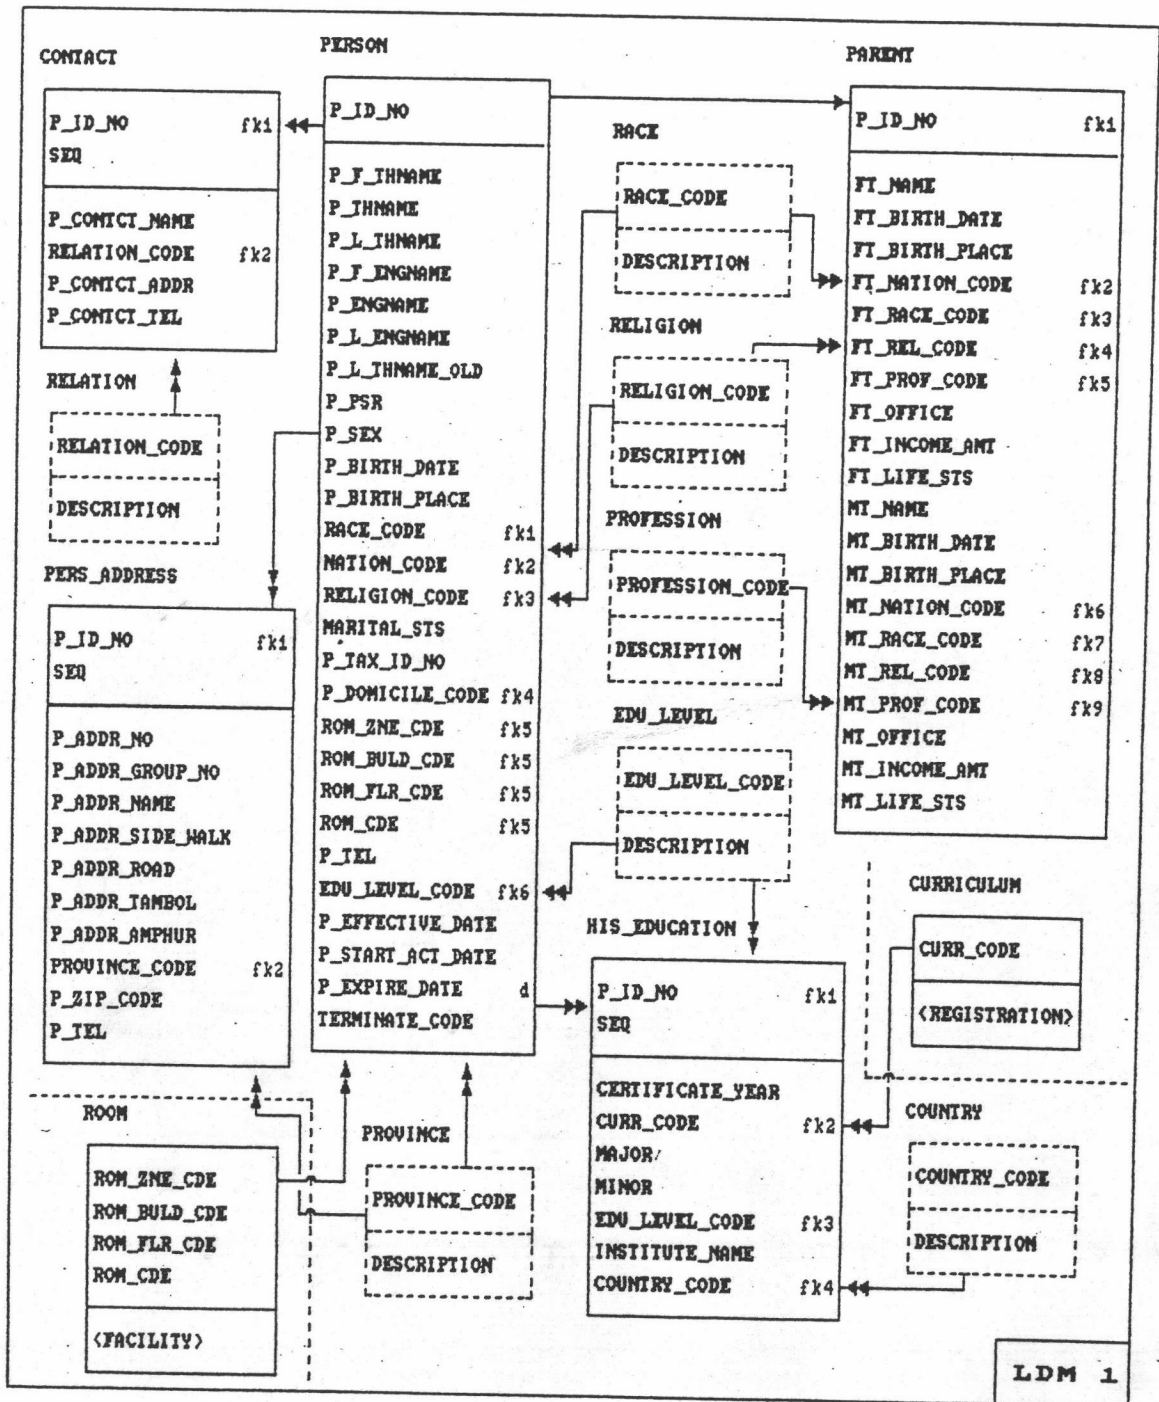 CONTACT
P_ID_NO fk1
SEQ
P_CONTCT_NAME
RELATION_CODE fk2
P_CONTCT_ADDR
P_CONTCT_TEL
RELATION
RELATION_CODE
DESCRIPTION
PERS_ADDRESS
P_ID_NO fk1
SEQ
P_ADDR_NO
P_ADDR_GROUP_NO
P_ADDR_NAME
P_ADDR_SIDE_WALK
P_ADDR_ROAD
P_ADDR_TAMBOL
P_ADDR_AMPHUR
PROVINCE_CODE fk2
P_ZIP_CODE
P_TEL
ROOM
ROM_ZNE_CDE
ROM_BULD_CDE
ROM_FLR_CDE
ROM_CDE
<FACILITY>
PERSON
P_ID_NO
P_F_THNAME
P_THNAME
P_L_THNAME
P_F_ENGNAME
P_ENGNAME
P_L_ENGNAME
P_L_THNAME_OLD
P_PSR
P_SEX
P_BIRTH_DATE
P_BIRTH_PLACE
RACE_CODE fk1
NATION_CODE fk2
RELIGION_CODE fk3
MARITAL_STS
P_TAX_ID_NO
P_DOMICILE_CODE fk4
ROM_ZNE_CDE fk5
ROM_BULD_CDE fk5
ROM_FLR_CDE fk5
ROM_CDE fk5
P_TEL
EDU_LEVEL_CODE fk6
P_EFFECTIVE_DATE
P_START_ACT_DATE
P_EXPIRE_DATE d
TERMINATE_CODE
PROVINCE
PROVINCE_CODE
DESCRIPTION
RACE
RACE_CODE
DESCRIPTION
RELIGION
RELIGION_CODE
DESCRIPTION
PROFESSION
PROFESSION_CODE
DESCRIPTION
EDU_LEVEL
EDU_LEVEL_CODE
DESCRIPTION
HIS_EDUCATION
P_ID_NO fk1
SEQ
CERTIFICATE_YEAR
CURR_CODE fk2
MAJOR
MINOR
EDU_LEVEL_CODE fk3
INSTITUTE_NAME
COUNTRY_CODE fk4
PARENT
P_ID_NO fk1
FT_NAME
FT_BIRTH_DATE
FT_BIRTH_PLACE
FT_NATION_CODE fk2
FT_RACE_CODE fk3
FT_REL_CODE fk4
FT_PROF_CODE fk5
FT_OFFICE
FT_INCOME_AMT
FT_LIFE_STS
MT_NAME
MT_BIRTH_DATE
MT_BIRTH_PLACE
MT_NATION_CODE fk6
MT_RACE_CODE fk7
MT_REL_CODE fk8
MT_PROF_CODE fk9
MT_OFFICE
MT_INCOME_AMT
MT_LIFE_STS
CURRICULUM
CURR_CODE
<REGISTRATION>
COUNTRY
COUNTRY_CODE
DESCRIPTION
LDM 1